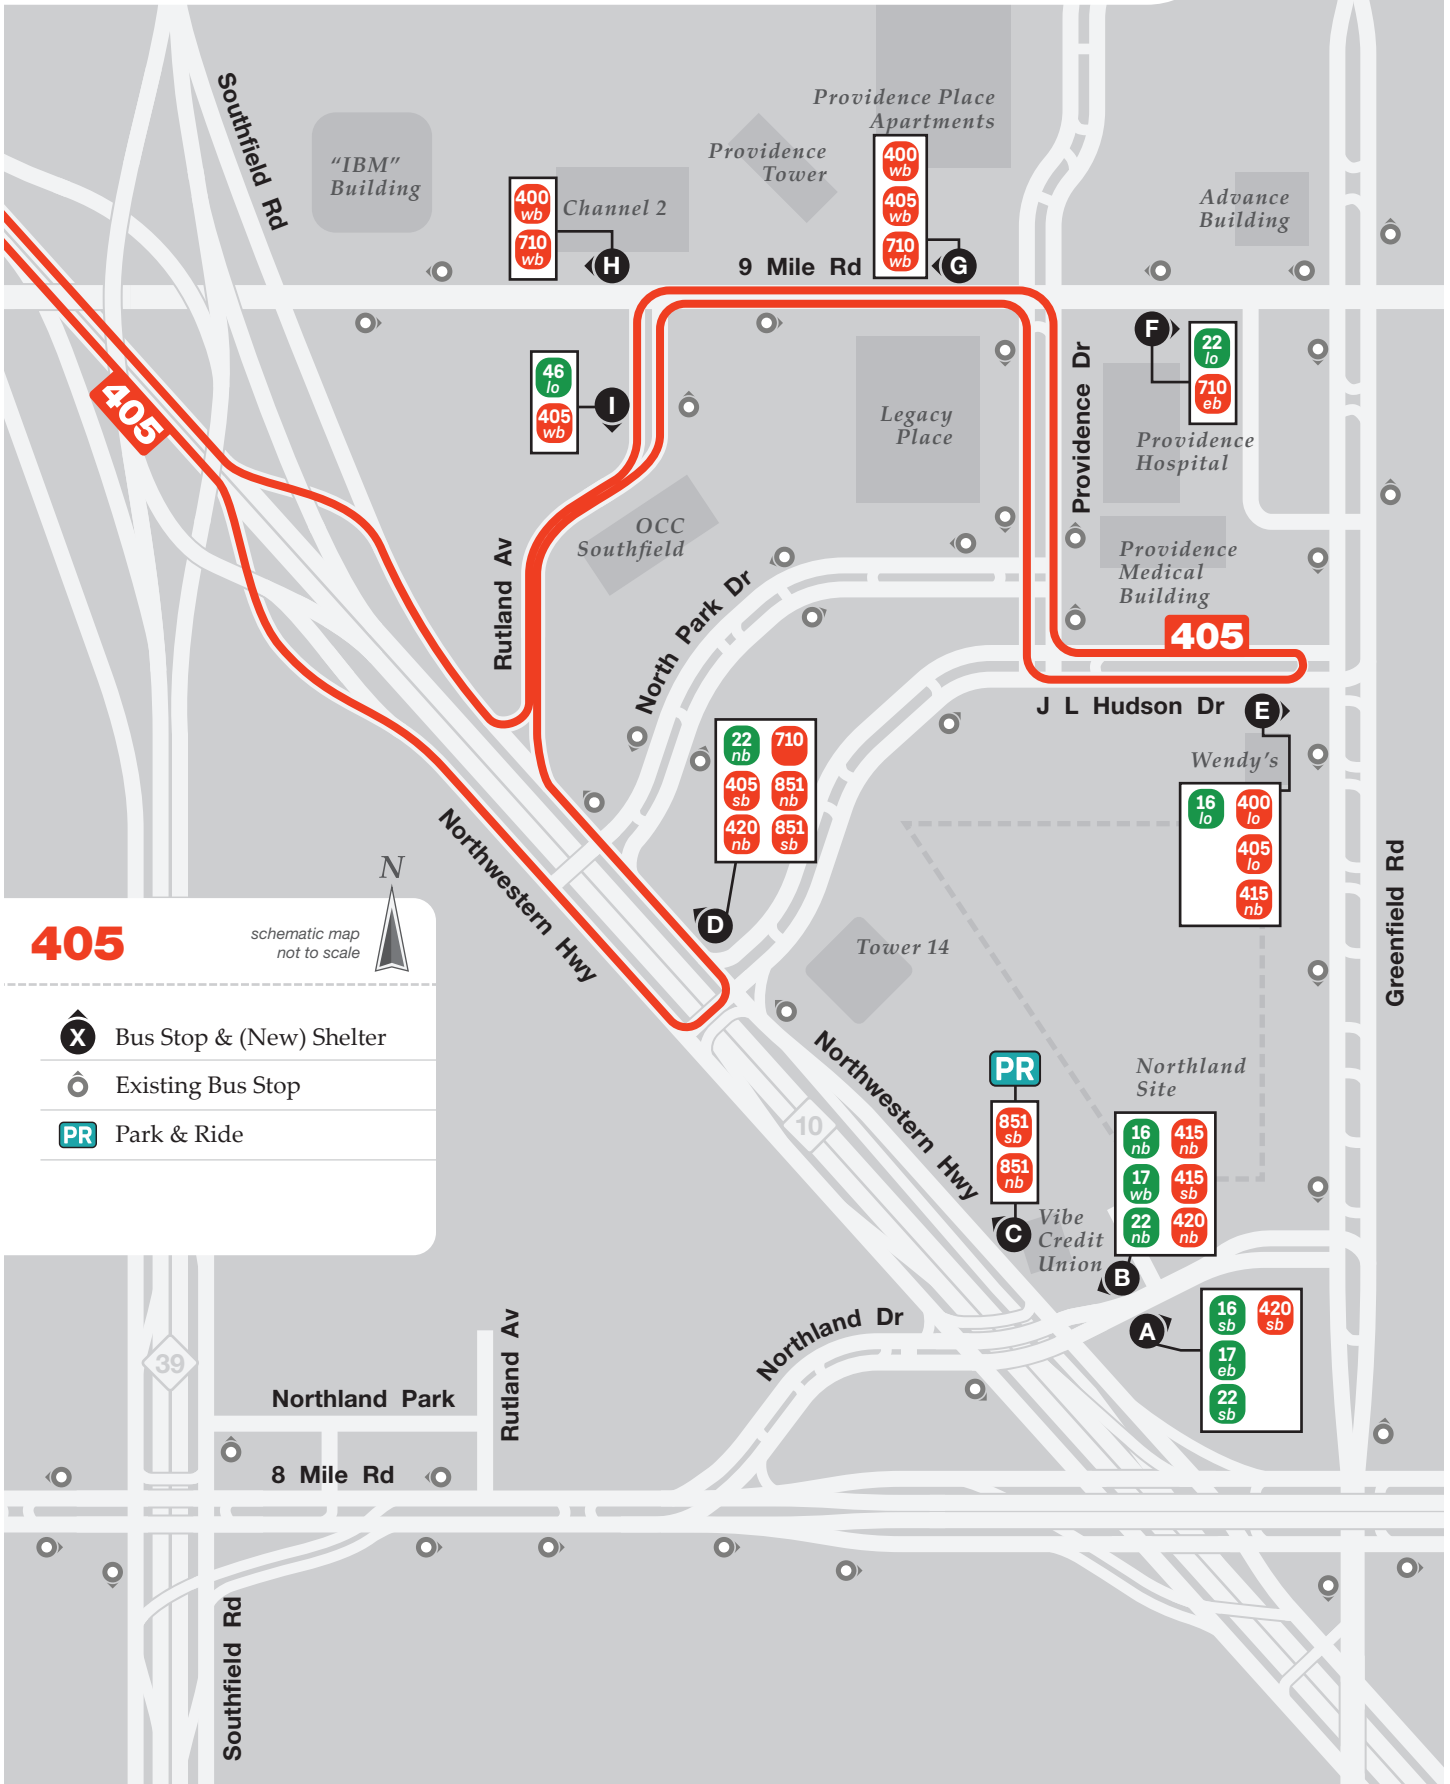 Southfield Rd
"IBM"
Building
400
wb
710
wb
Channel 2
H
Providence
Tower
Providence Place
Apartments
400
wb
405
wb
710
wb
G
9 Mile Rd
Advance
Building
F
22
lo
710
eb
Providence
Hospital
Providence Dr
405
46
lo
405
wb
I
Legacy
Place
OCC
Southfield
Rutland Av
North Park Dr
Providence
Medical
Building
405
J L Hudson Dr
E
Wendy's
16
lo
400
lo
405
lo
415
nb
22
nb
710
405
sb
851
nb
420
nb
851
sb
D
Northwestern Hwy
Greenfield Rd
Tower 14
N
405
schematic map
not to scale
X
Bus Stop & (New) Shelter
Existing Bus Stop
PR
Park & Ride
10
Northwestern Hwy
PR
851
sb
851
nb
C
Vibe
Credit
Union
Northland
Site
16
nb
415
nb
17
wb
415
sb
22
nb
420
nb
B
A
16
sb
420
sb
17
eb
22
sb
Northland Dr
39
Northland Park
Rutland Av
8 Mile Rd
Southfield Rd